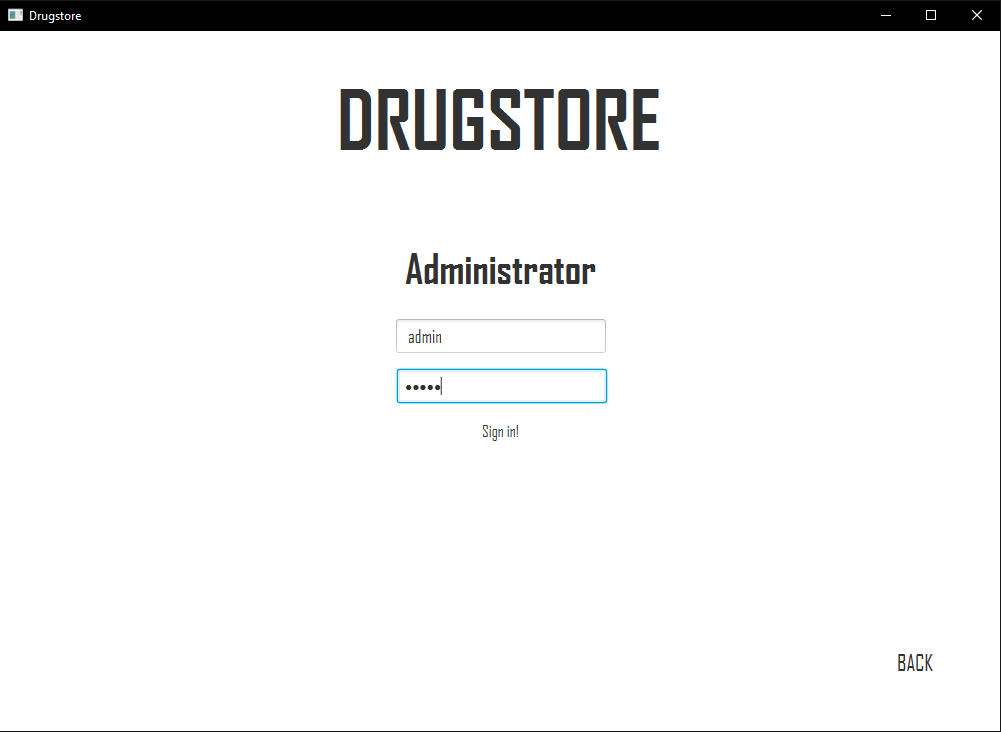 Drugstore
DRUGSTORE
Administrator
admin
•••••
Sign in!
BACK